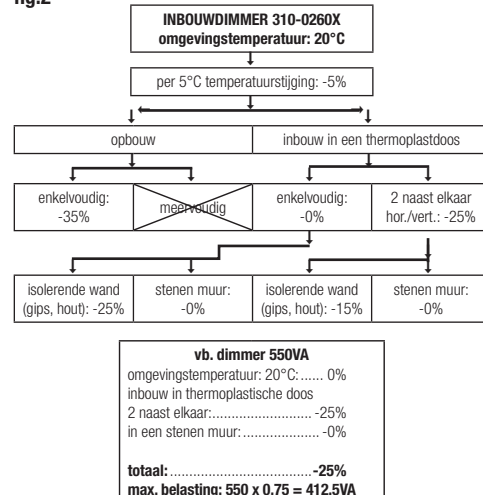 fig.2
INBOUWDIMMER 310-0260X
omgevingstemperatuur: 20°C
per 5°C temperatuurstijging: -5%
opbouw
inbouw in een thermoplastdoos
enkelvoudig:
-35%
meervoudig
enkelvoudig:
-0%
2 naast elkaar
hor./vert.: -25%
isolerende wand
(gips, hout): -25%
stenen muur:
-0%
isolerende wand
(gips, hout): -15%
stenen muur:
-0%
vb. dimmer 550VA
omgevingstemperatuur: 20°C: ...... 0%
inbouw in thermoplastische doos
2 naast elkaar:......................... -25%
in een stenen muur: ................... -0%
totaal:...................................-25%
max. belasting: 550 x 0.75 = 412.5VA